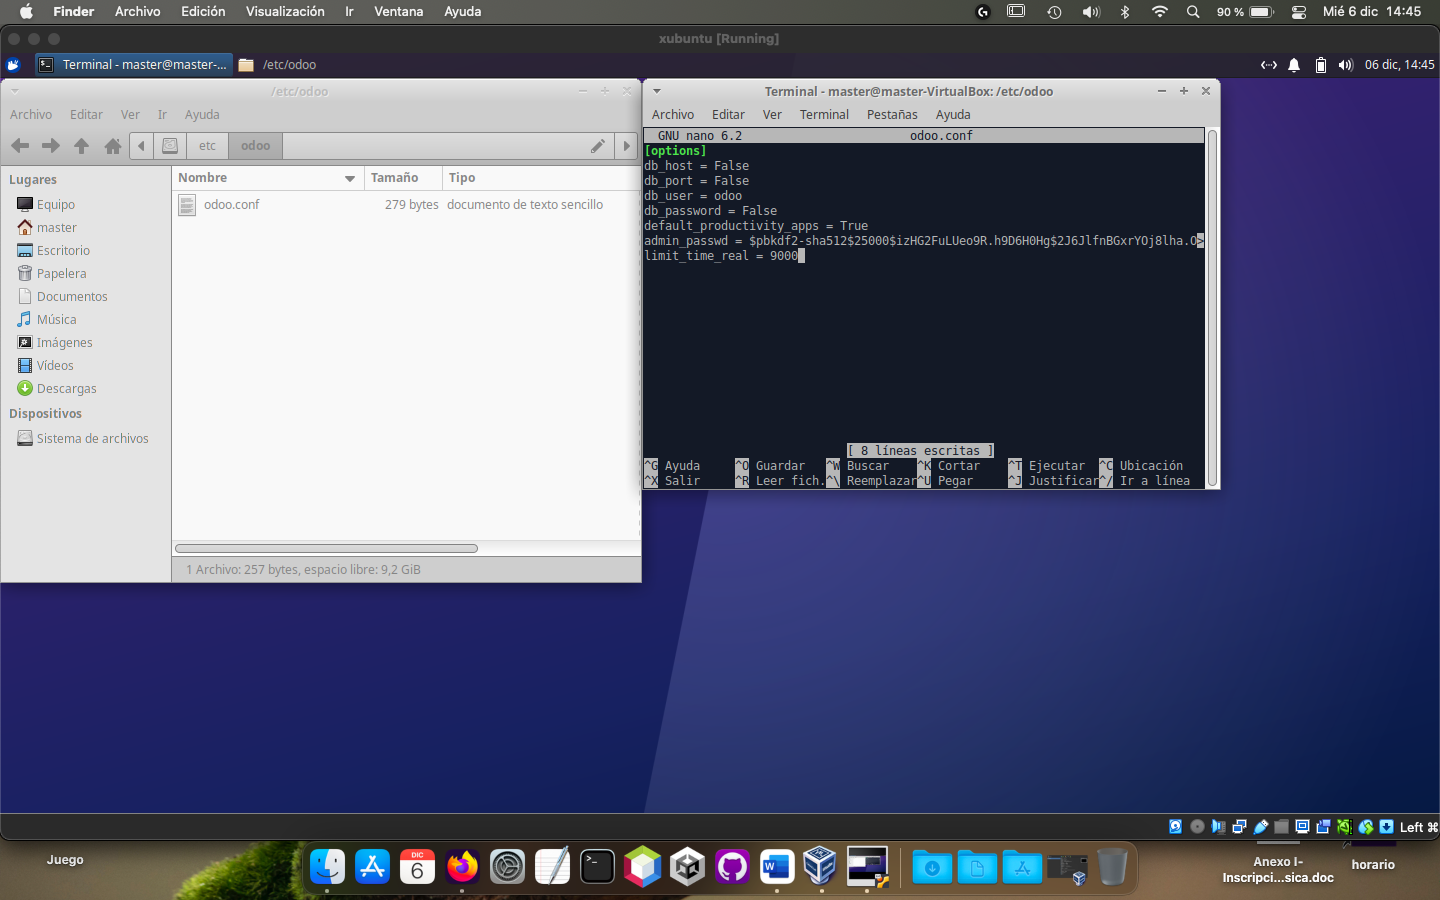 Finder Archivo Edición Visualización Ir Ventana Ayuda 90 % Mié 6 dic 14:45
xubuntu [Running]
Terminal - master@master-... /etc/odoo 06 dic, 14:45
/etc/odoo
Archivo Editar Ver Ir Ayuda
etc odoo
Lugares
Equipo
master
Escritorio
Papelera
Documentos
Música
Imágenes
Vídeos
Descargas
Dispositivos
Sistema de archivos
Nombre Tamaño Tipo
odoo.conf 279 bytes documento de texto sencillo
1 Archivo: 257 bytes, espacio libre: 9,2 GiB
Terminal - master@master-VirtualBox: /etc/odoo
Archivo Editar Ver Terminal Pestañas Ayuda
GNU nano 6.2 odoo.conf
[options]
db_host = False
db_port = False
db_user = odoo
db_password = False
default_productivity_apps = True
admin_passwd = $pbkdf2-sha512$25000$izHG2FuLUeo9R.h9D6H0Hg$2J6JlfnBGxrYOj8lha.O>
limit_time_real = 9000
[ 8 líneas escritas ]
^G Ayuda ^O Guardar ^W Buscar ^K Cortar ^T Ejecutar ^C Ubicación
^X Salir ^R Leer fich. ^\ Reemplazar ^U Pegar ^J Justificar ^/ Ir a línea
Left ⌘
Juego
Anexo I-
Inscripci...sica.doc
horario
DIC
6